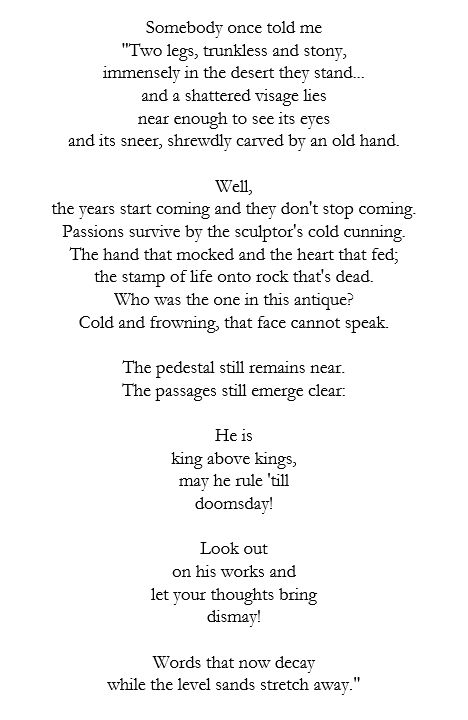 Somebody once told me
"Two legs, trunkless and stony,
immensely in the desert they stand...
and a shattered visage lies
near enough to see its eyes
and its sneer, shrewdly carved by an old hand.

Well,
the years start coming and they don't stop coming.
Passions survive by the sculptor's cold cunning.
The hand that mocked and the heart that fed;
the stamp of life onto rock that's dead.
Who was the one in this antique?
Cold and frowning, that face cannot speak.

The pedestal still remains near.
The passages still emerge clear:

He is
king above kings,
may he rule 'till
doomsday!

Look out
on his works and
let your thoughts bring
dismay!

Words that now decay
while the level sands stretch away."